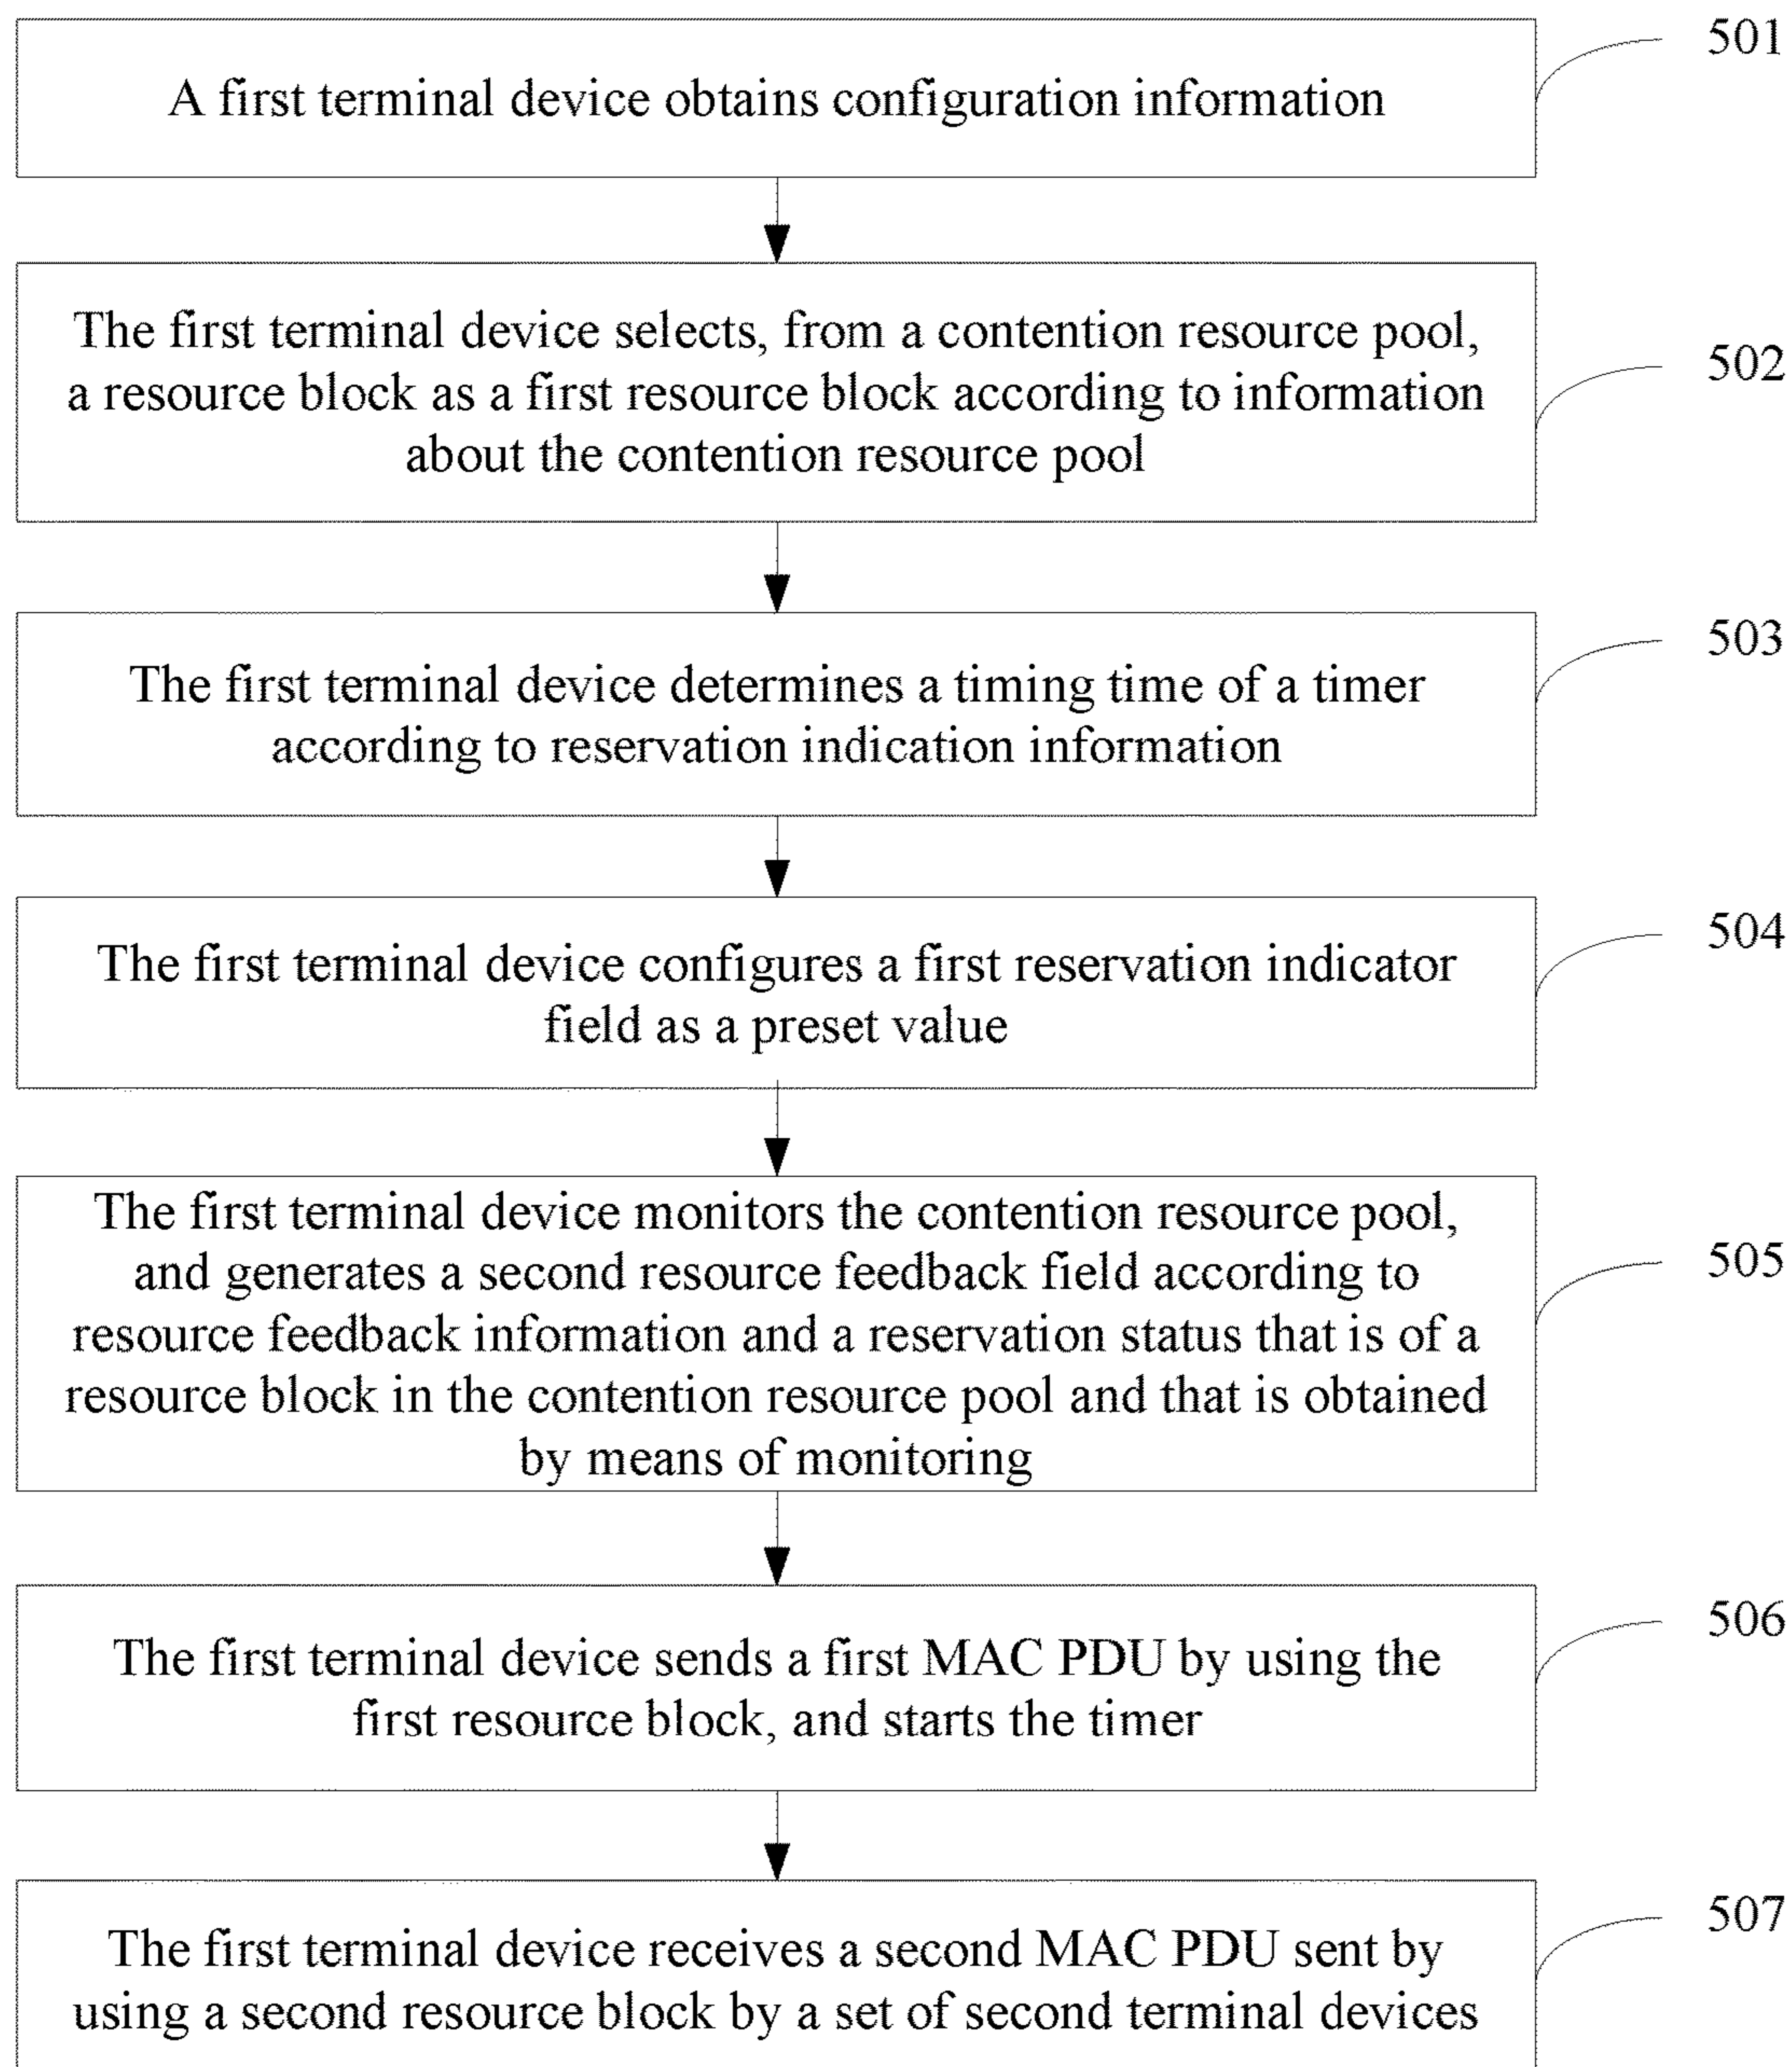 A first terminal device obtains configuration information
501
The first terminal device selects, from a contention resource pool,
a resource block as a first resource block according to information
about the contention resource pool
502
The first terminal device determines a timing time of a timer
according to reservation indication information
503
The first terminal device configures a first reservation indicator
field as a preset value
504
The first terminal device monitors the contention resource pool,
and generates a second resource feedback field according to
resource feedback information and a reservation status that is of a
resource block in the contention resource pool and that is obtained
by means of monitoring
505
The first terminal device sends a first MAC PDU by using the
first resource block, and starts the timer
506
The first terminal device receives a second MAC PDU sent by
using a second resource block by a set of second terminal devices
507